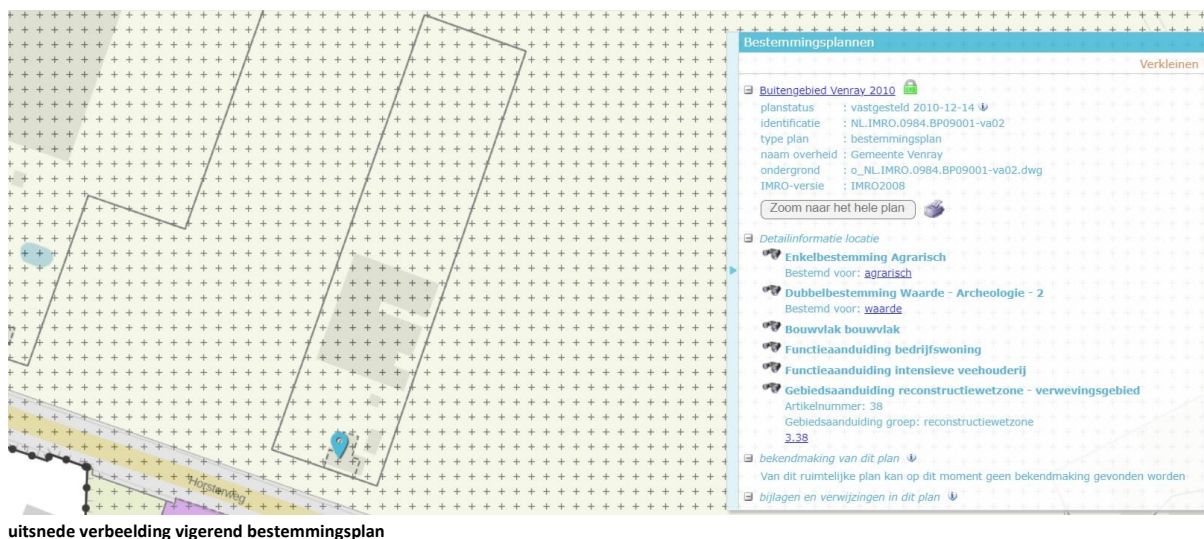 Bestemmingsplannen
Verkleinen
Buitengebied Venray 2010
planstatus : vastgesteld 2010-12-14
identificatie : NL.IMRO.0984.BP09001-va02
type plan : bestemmingsplan
naam overheid : Gemeente Venray
ondergrond : o_NL.IMRO.0984.BP09001-va02.dwg
IMRO-versie : IMRO2008
Zoom naar het hele plan
Detailinformatie locatie
Enkelbestemming Agrarisch
Bestemd voor: agrarisch
Dubbelbestemming Waarde - Archeologie - 2
Bestemd voor: waarde
Bouwvlak bouwvlak
Functieaanduiding bedrijfswoning
Functieaanduiding intensieve veehouderij
Gebiedsaanduiding reconstructiewetzone - verwevingsgebied
Artikelnummer: 38
Gebiedsaanduiding groep: reconstructiewetzone
3.38
bekendmaking van dit plan
Van dit ruimtelijke plan kan op dit moment geen bekendmaking gevonden worden
bijlagen en verwijzingen in dit plan
Horsterweg
uitsnede verbeelding vigerend bestemmingsplan